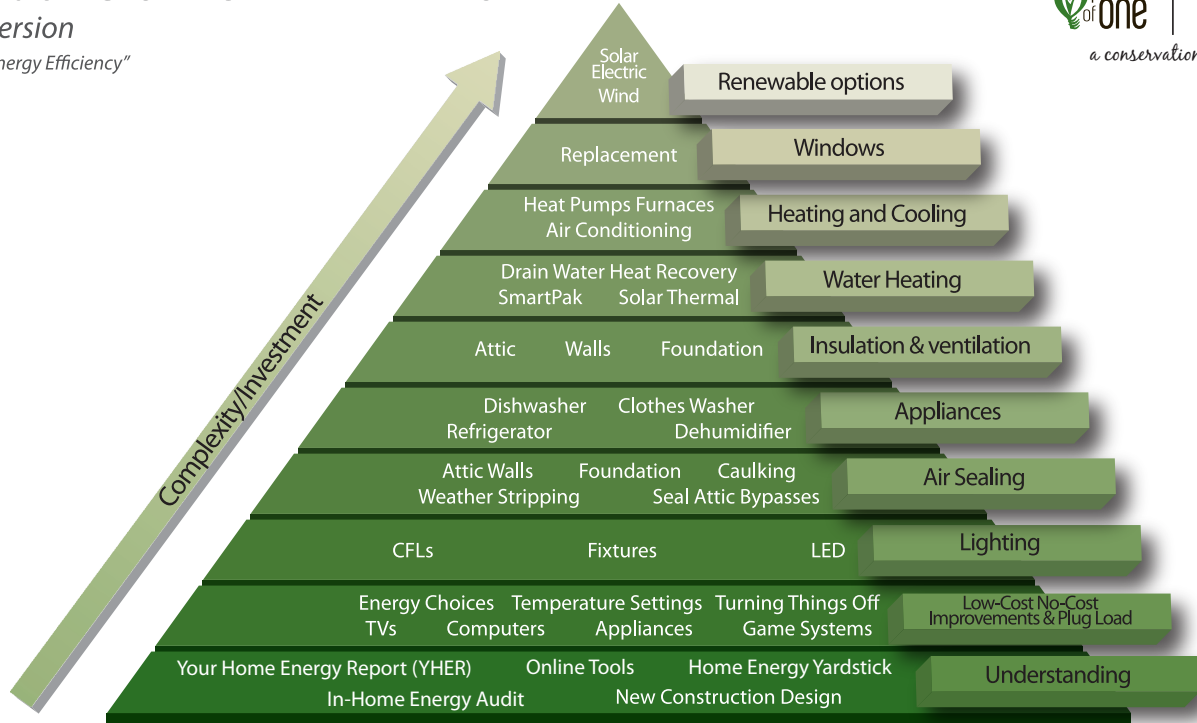 ersion
nergy Efficiency"
of one
a conservation
Solar
Electric
Wind
Renewable options
Replacement
Windows
Heat Pumps Furnaces
Air Conditioning
Heating and Cooling
Drain Water Heat Recovery
SmartPak Solar Thermal
Water Heating
Attic Walls Foundation
Insulation & ventilation
Dishwasher Clothes Washer
Refrigerator Dehumidifier
Appliances
Attic Walls Foundation Caulking
Weather Stripping Seal Attic Bypasses
Air Sealing
CFLs Fixtures LED
Lighting
Energy Choices Temperature Settings Turning Things Off
TVs Computers Appliances Game Systems
Low-Cost No-Cost
Improvements & Plug Load
Your Home Energy Report (YHER) Online Tools Home Energy Yardstick
In-Home Energy Audit New Construction Design
Understanding
Complexity/Investment